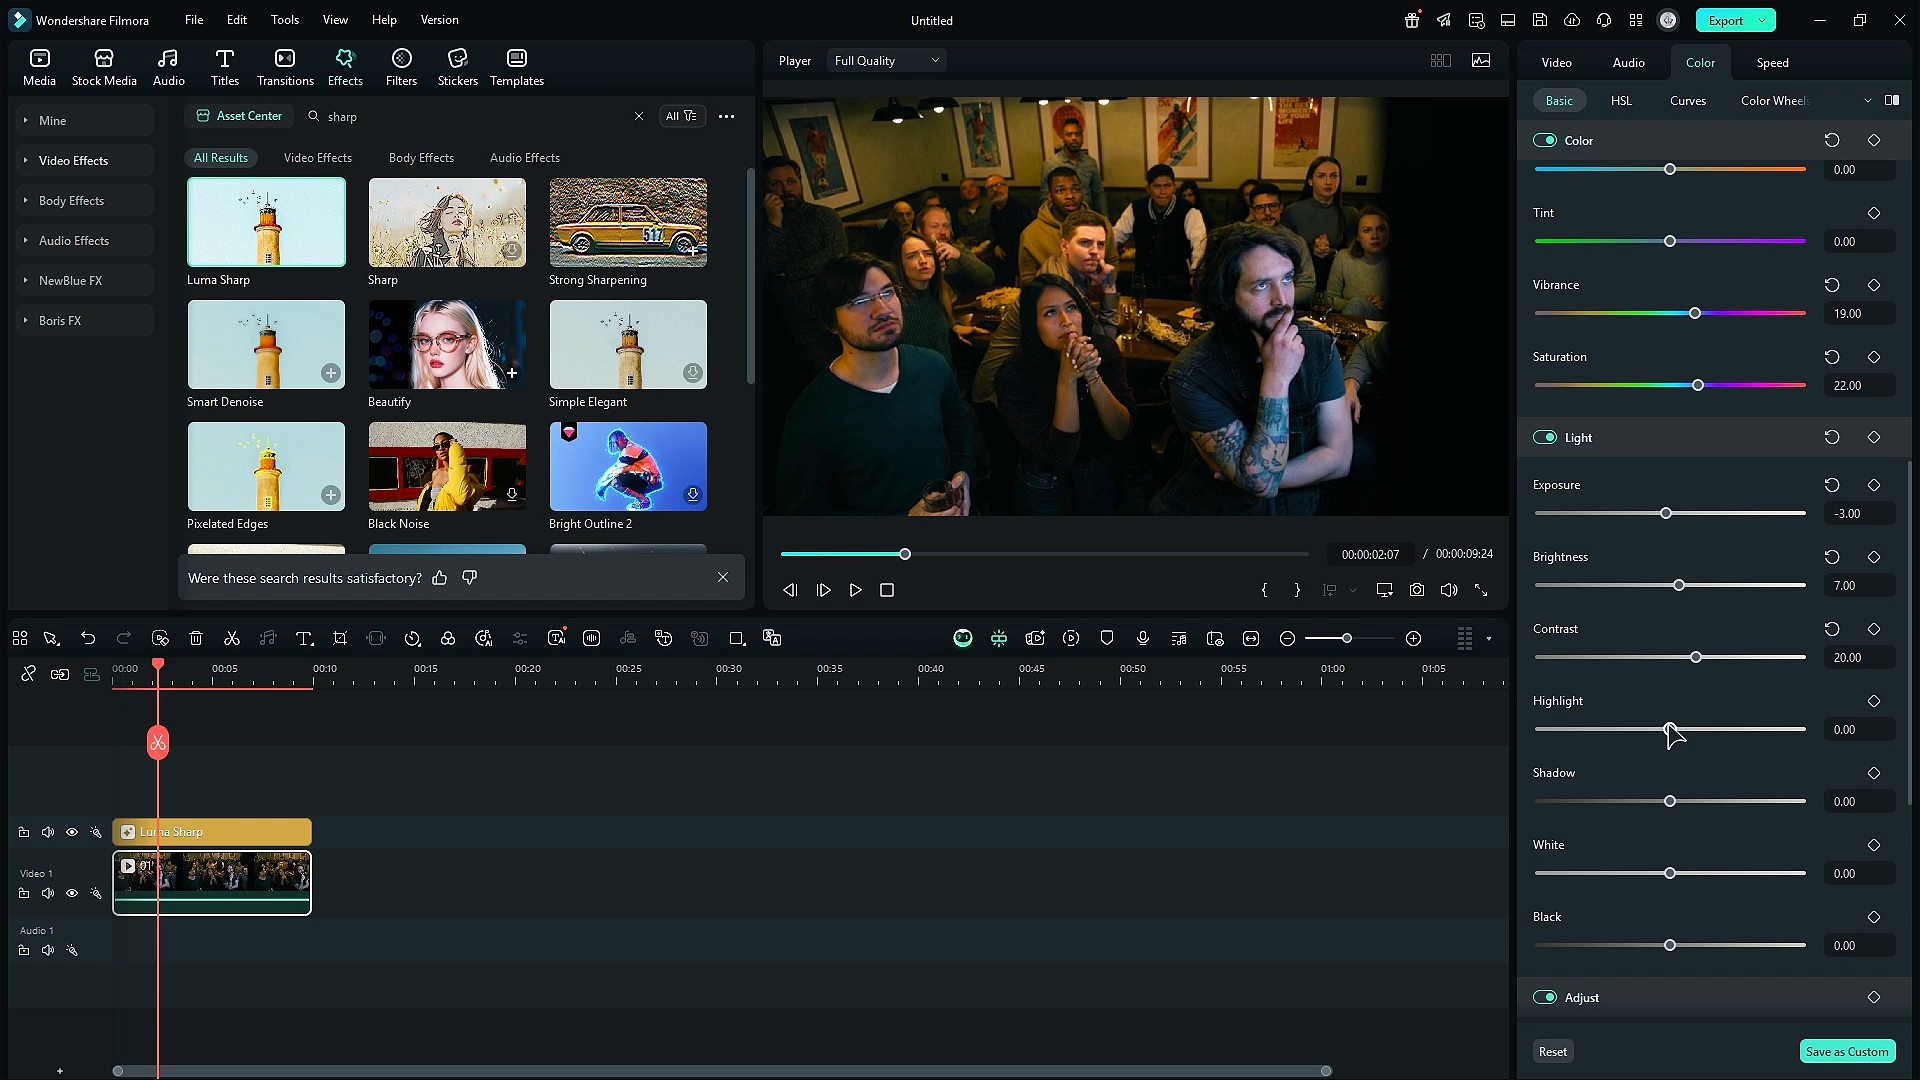 Wondershare Filmora
File Edit Tools View Help Version
Untitled
Export
Media Stock Media Audio Titles Transitions Effects Filters Stickers Templates
Mine
Video Effects
Body Effects
Audio Effects
NewBlue FX
Boris FX
Asset Center
sharp
All
All Results Video Effects Body Effects Audio Effects
517
Luma Sharp Sharp Strong Sharpening
Smart Denoise Beautify Simple Elegant
Pixelated Edges Black Noise Bright Outline 2
Were these search results satisfactory?
Player Full Quality
00:00:02:07 / 00:00:09:24
Video Audio Color Speed
Basic HSL Curves Color Wheels
Color
0.00
Tint
0.00
Vibrance
19.00
Saturation
22.00
Light
Exposure
-3.00
Brightness
7.00
Contrast
20.00
Highlight
0.00
Shadow
0.00
White
0.00
Black
0.00
Adjust
Reset Save as Custom
00:00 00:05 00:10 00:15 00:20 00:25 00:30 00:35 00:40 00:45 00:50 00:55 01:00 01:05
Luma Sharp
Video 1
01
Audio 1